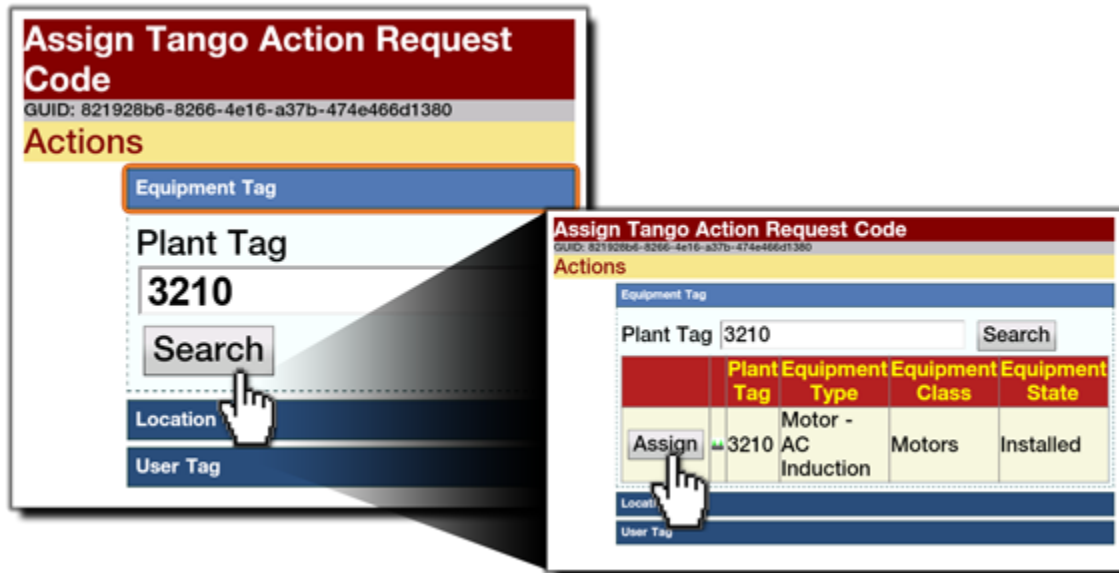 Assign Tango Action Request
Code
GUID: 821928b6-8266-4e16-a37b-474e466d1380
Actions
Equipment Tag
Plant Tag
3210
Search
Location
User Tag
Assign Tango Action Request Code
GUID: 821928b6-8266-4e16-a37b-474e466d1380
Actions
Equipment Tag
Plant Tag 3210 Search
Plant Equipment Equipment Equipment
Tag Type Class State
Motor -
Assign 3210 AC Motors Installed
Induction
Locati
User Tag